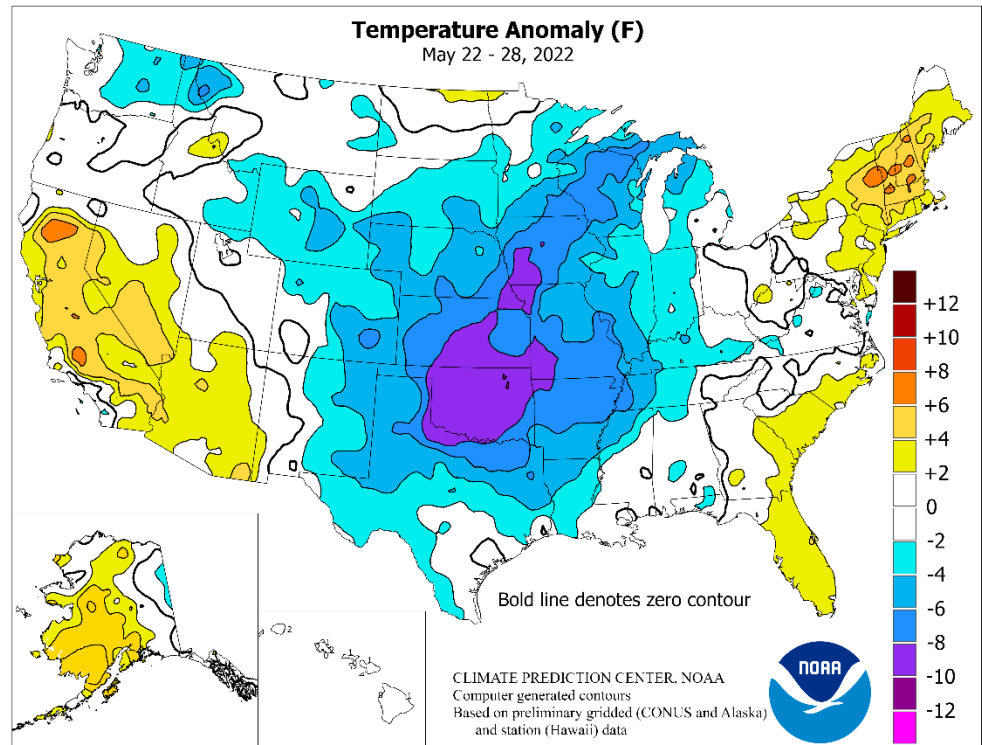 Temperature Anomaly (F)
May 22 - 28, 2022
+12
+10
+8
+6
+4
+2
0
-2
-4
-6
-8
-10
-12
Bold line denotes zero contour
2
CLIMATE PREDICTION CENTER, NOAA
Computer generated contours
Based on preliminary gridded (CONUS and Alaska)
and station (Hawaii) data
NOAA